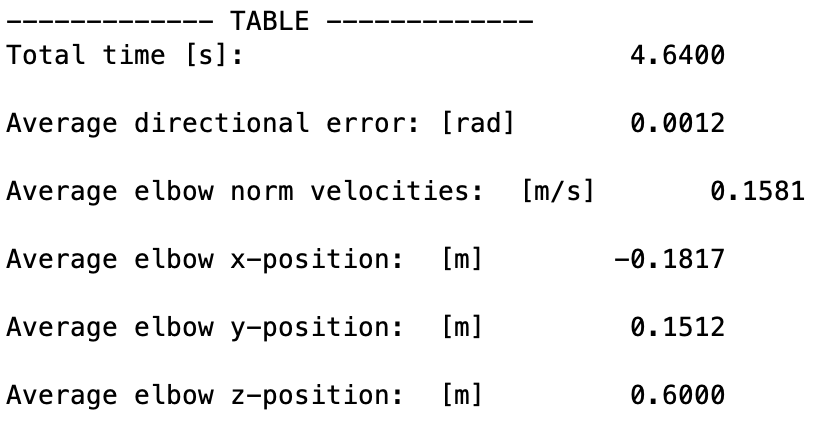 ------------- TABLE -------------
Total time [s]: 4.6400
Average directional error: [rad] 0.0012
Average elbow norm velocities: [m/s] 0.1581
Average elbow x-position: [m] -0.1817
Average elbow y-position: [m] 0.1512
Average elbow z-position: [m] 0.6000